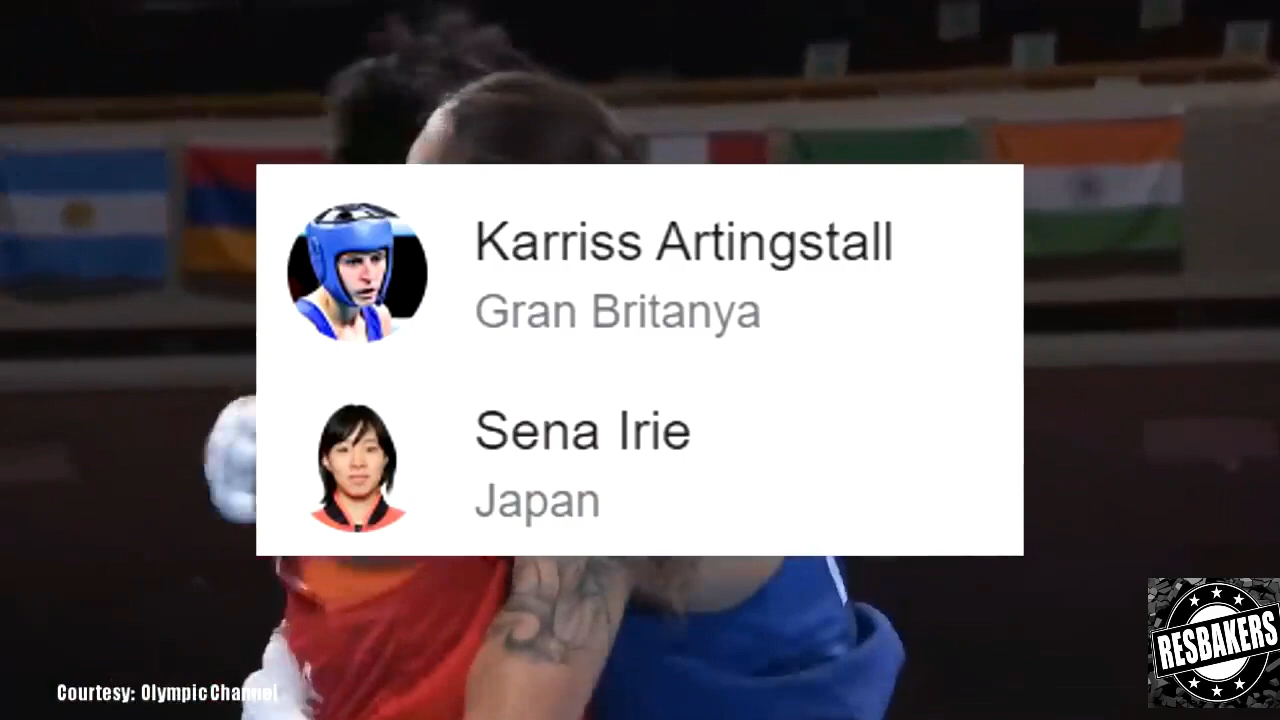 Karriss Artingstall
Gran Britanya
Sena Irie
Japan
RESBAKERS
Courtesy: Olympic Channel